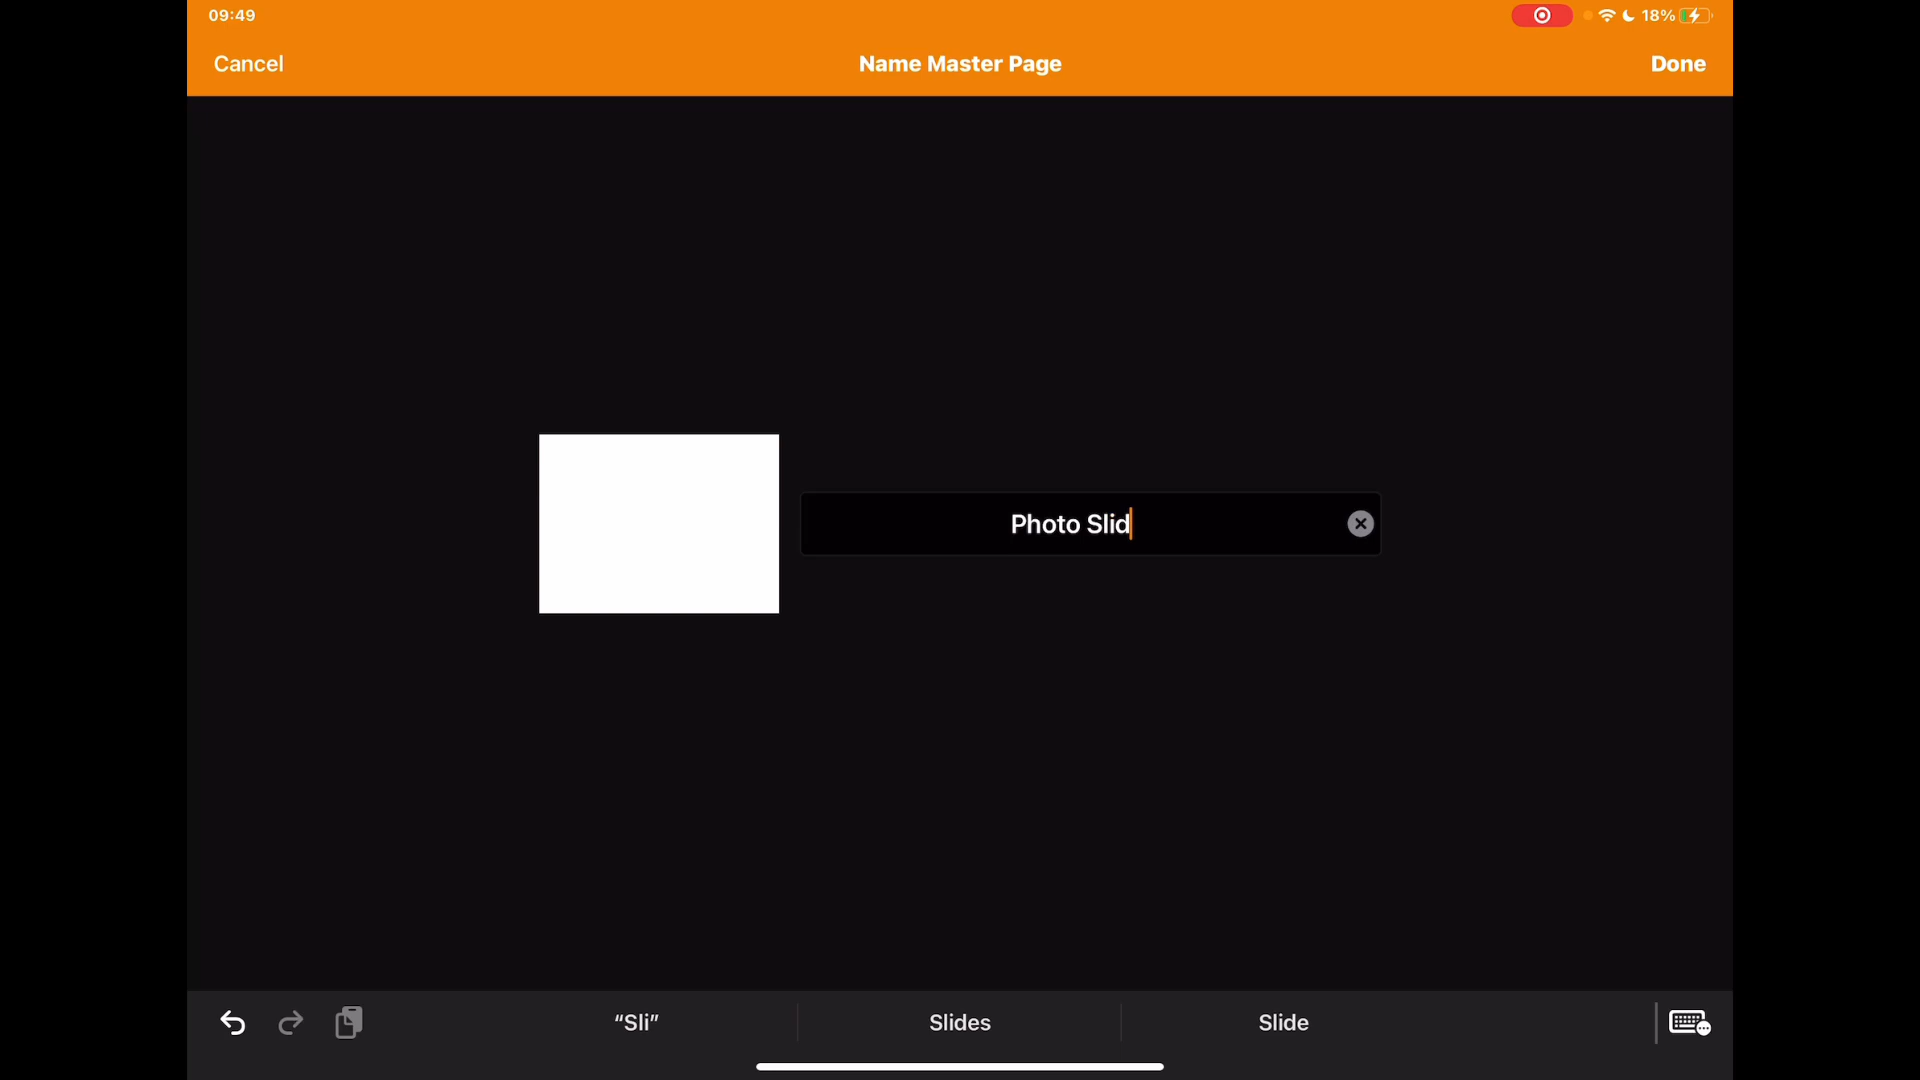 09:49
18%
Cancel
Name Master Page
Done
Photo Slid
“Sli”
Slides
Slide